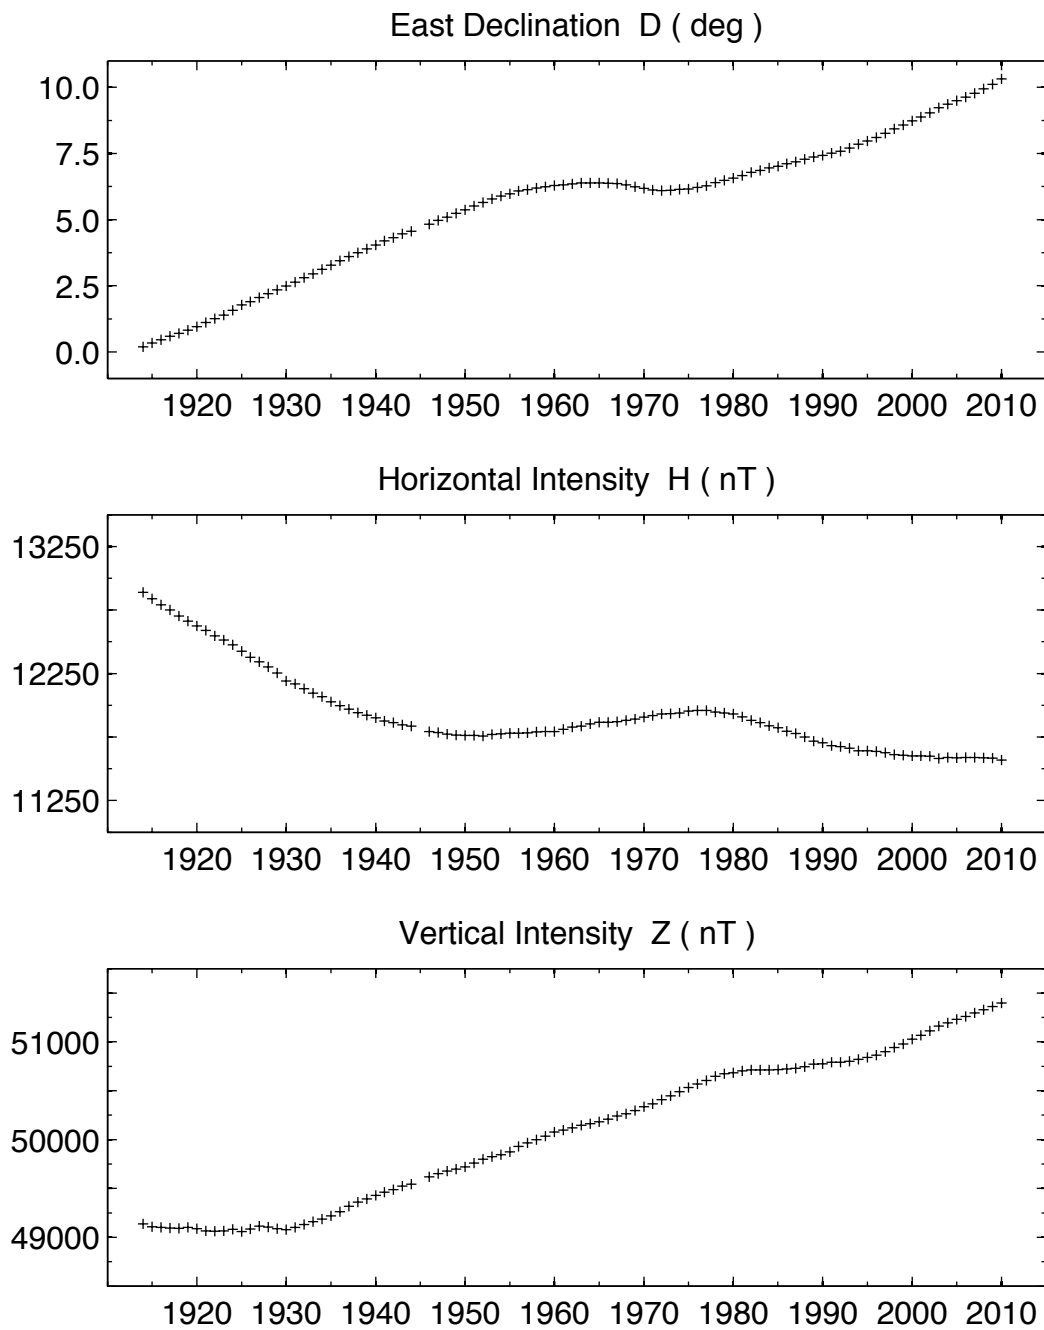 East Declination D ( deg )
10.0
7.5
5.0
2.5
0.0
1920 1930 1940 1950 1960 1970 1980 1990 2000 2010
Horizontal Intensity H ( nT )
13250
12250
11250
1920 1930 1940 1950 1960 1970 1980 1990 2000 2010
Vertical Intensity Z ( nT )
51000
50000
49000
1920 1930 1940 1950 1960 1970 1980 1990 2000 2010